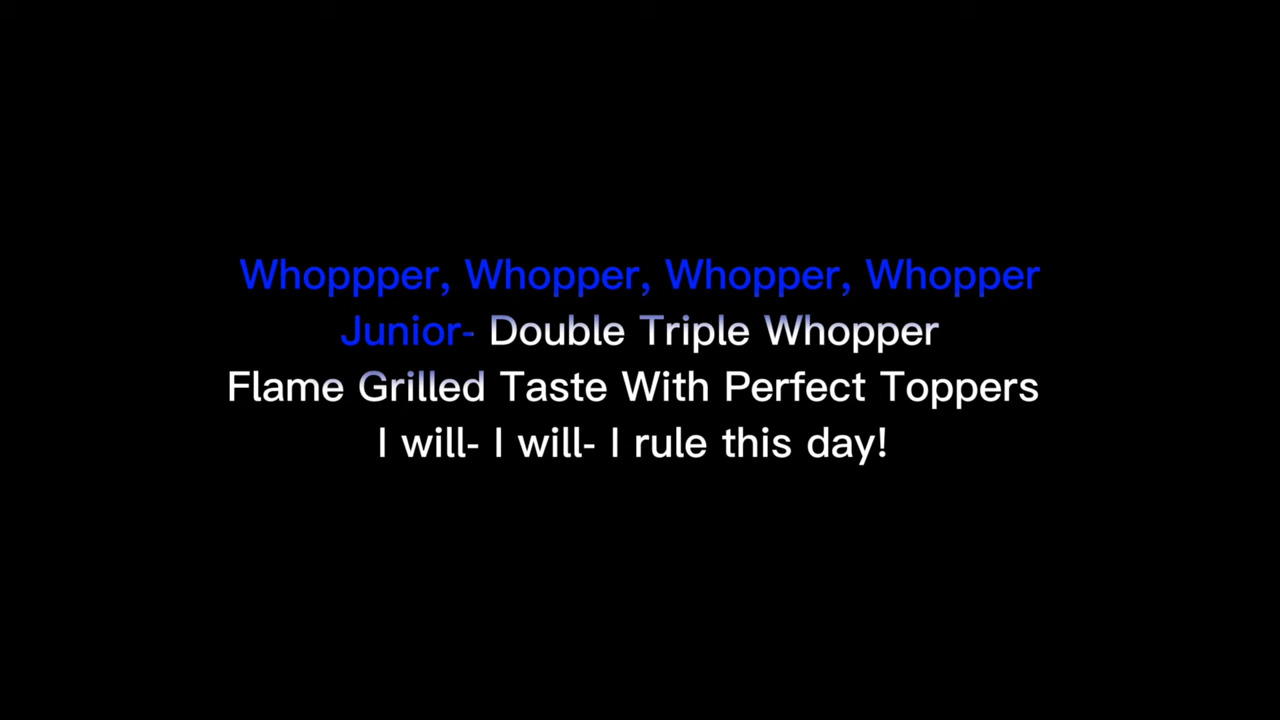 Whoppper, Whopper, Whopper, Whopper
Junior- Double Triple Whopper
Flame Grilled Taste With Perfect Toppers
I will- I will- I rule this day!